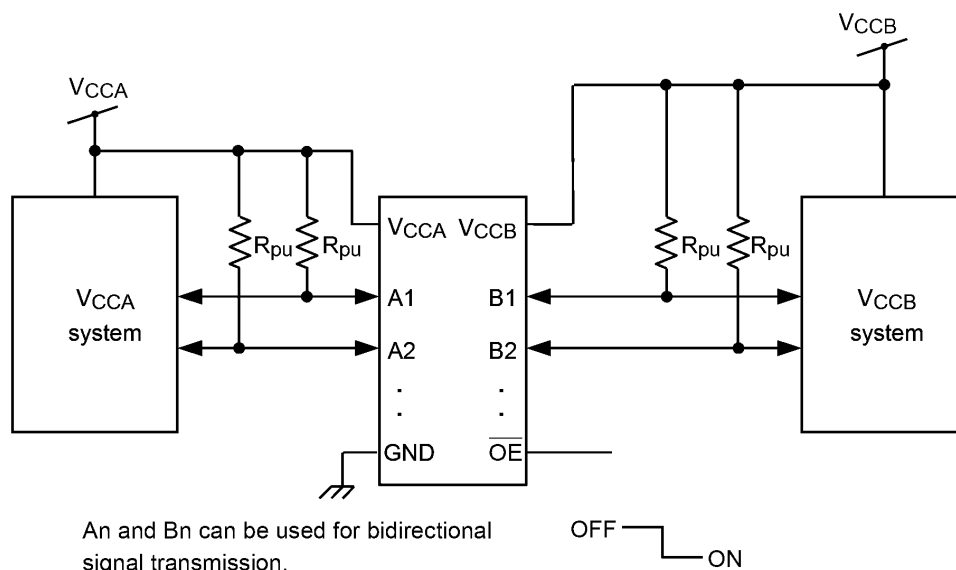 VCCB
VCCA
VCCA VCCB
Rpu Rpu Rpu Rpu
VCCA system
A1 B1
A2 B2
VCCB system
GND OE
An and Bn can be used for bidirectional
signal transmission.
OFF
ON